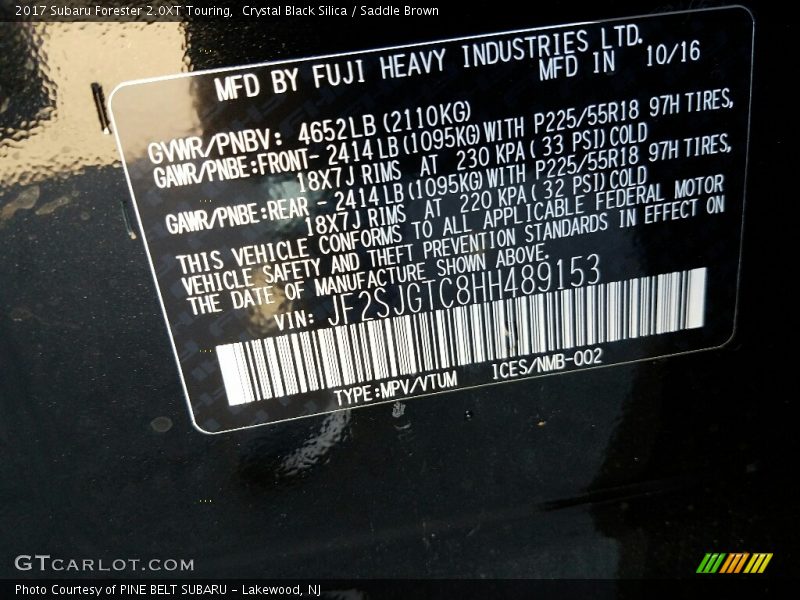 2017 Subaru Forester 2.0XT Touring, Crystal Black Silica / Saddle Brown
MFD BY FUJI HEAVY INDUSTRIES LTD.
MFD IN 10/16
GVWR/PNBV: 4652LB (2110KG)
GAWR/PNBE:FRONT- 2414 LB (1095KG) WITH P225/55R18 97H TIRES,
18X7J RIMS AT 230 KPA ( 33 PSI) COLD
GAWR/PNBE:REAR - 2414 LB (1095KG) WITH P225/55R18 97H TIRES,
18X7J RIMS AT 220 KPA ( 32 PSI) COLD
THIS VEHICLE CONFORMS TO ALL APPLICABLE FEDERAL MOTOR
VEHICLE SAFETY AND THEFT PREVENTION STANDARDS IN EFFECT ON
THE DATE OF MANUFACTURE SHOWN ABOVE.
VIN: JF2SJGTC8HH489153
TYPE:MPV/VTUM ICES/NMB-002
GTCARLOT.COM
Photo Courtesy of PINE BELT SUBARU - Lakewood, NJ